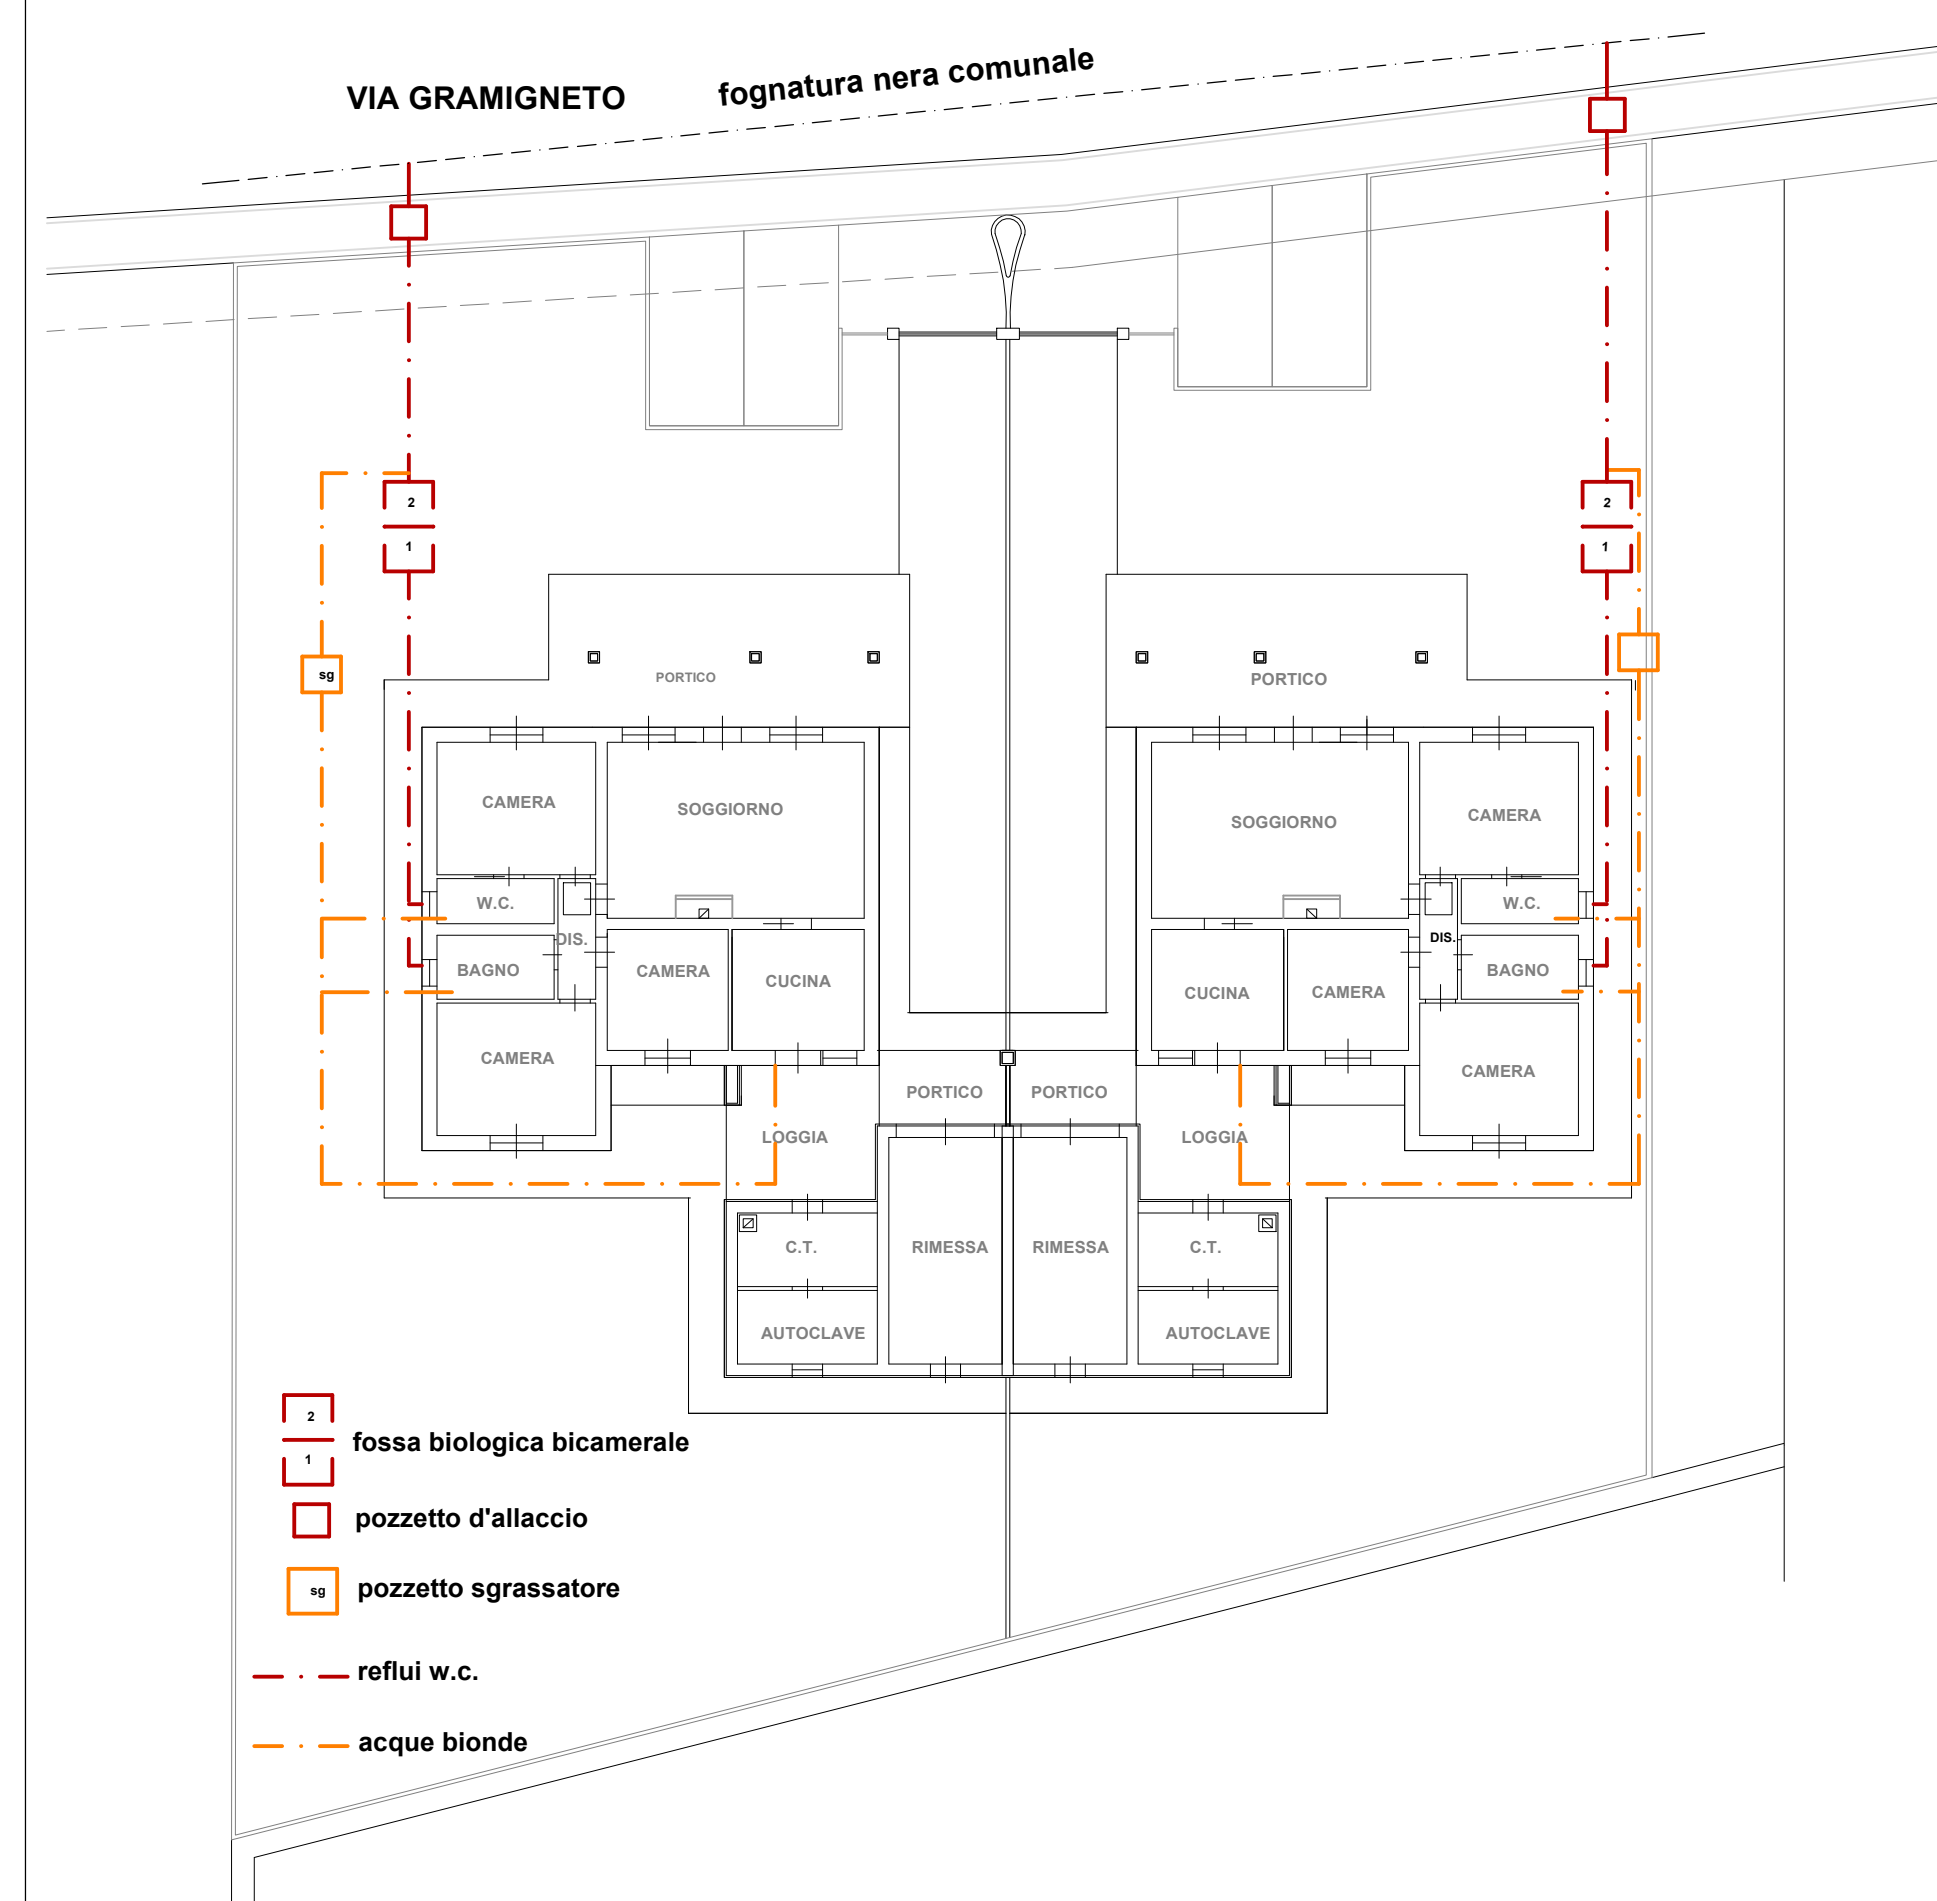 fognatura nera comunale
VIA GRAMIGNETO
2
2
1
1
sg
PORTICO
PORTICO
CAMERA
SOGGIORNO
SOGGIORNO
CAMERA
W.C.
W.C.
DIS.
DIS.
BAGNO
CAMERA
CUCINA
CUCINA
CAMERA
BAGNO
CAMERA
CAMERA
PORTICO
PORTICO
LOGGIA
LOGGIA
C.T.
RIMESSA
RIMESSA
C.T.
AUTOCLAVE
AUTOCLAVE
2
fossa biologica bicamerale
1
pozzetto d'allaccio
sg
pozzetto sgrassatore
reflui w.c.
acque bionde